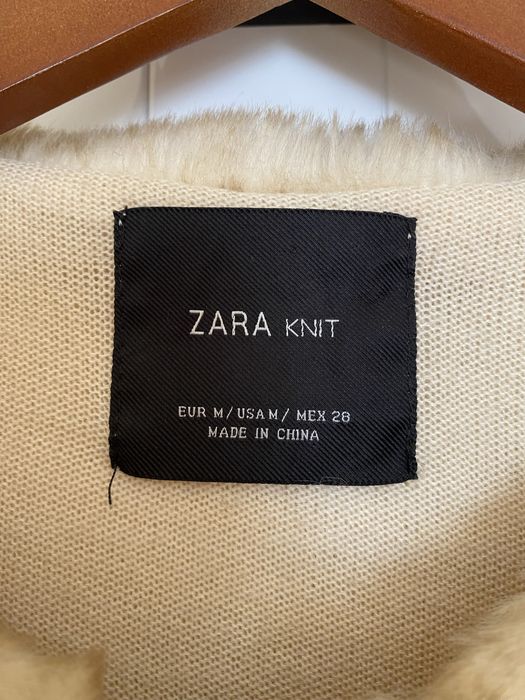 ZARA KNIT
EUR M/ USA M/ MEX 28
MADE IN CHINA